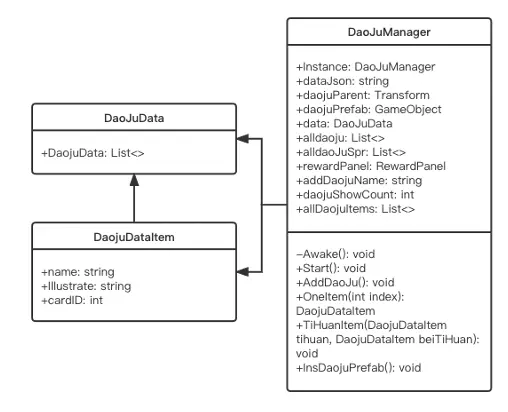 DaoJuData
+DaojuData: List<>
DaojuDataItem
+name: string
+Illustrate: string
+cardID: int
DaoJuManager
+Instance: DaoJuManager
+dataJson: string
+daojuParent: Transform
+daojuPrefab: GameObject
+data: DaoJuData
+alldaoju: List<>
+alldaoJuSpr: List<>
+rewardPanel: RewardPanel
+addDaojuName: string
+daojuShowCount: int
+allDaojuItems: List<>
-Awake(): void
+Start(): void
+AddDaoJu(): void
+OneItem(int index):
DaojuDataItem
+TiHuanItem(DaojuDataItem
tihuan, DaojuDataItem beiTiHuan):
void
+InsDaojuPrefab(): void